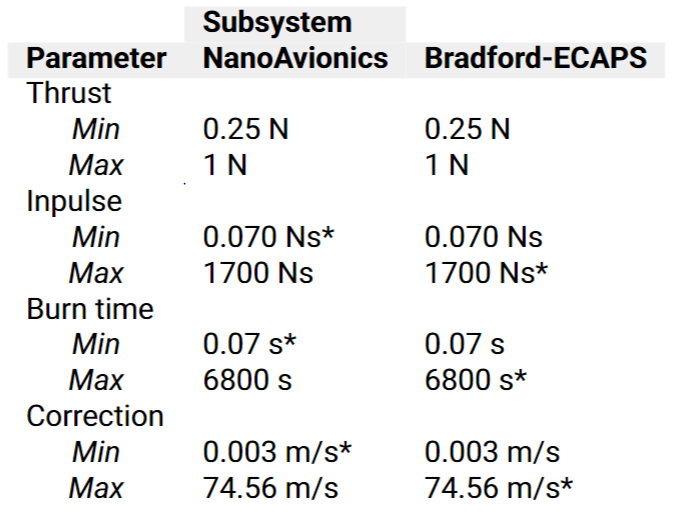 Subsystem
Parameter NanoAvionics Bradford-ECAPS
Thrust
Min 0.25 N 0.25 N
Max 1 N 1 N
Inpulse
Min 0.070 Ns* 0.070 Ns
Max 1700 Ns 1700 Ns*
Burn time
Min 0.07 s* 0.07 s
Max 6800 s 6800 s*
Correction
Min 0.003 m/s* 0.003 m/s
Max 74.56 m/s 74.56 m/s*